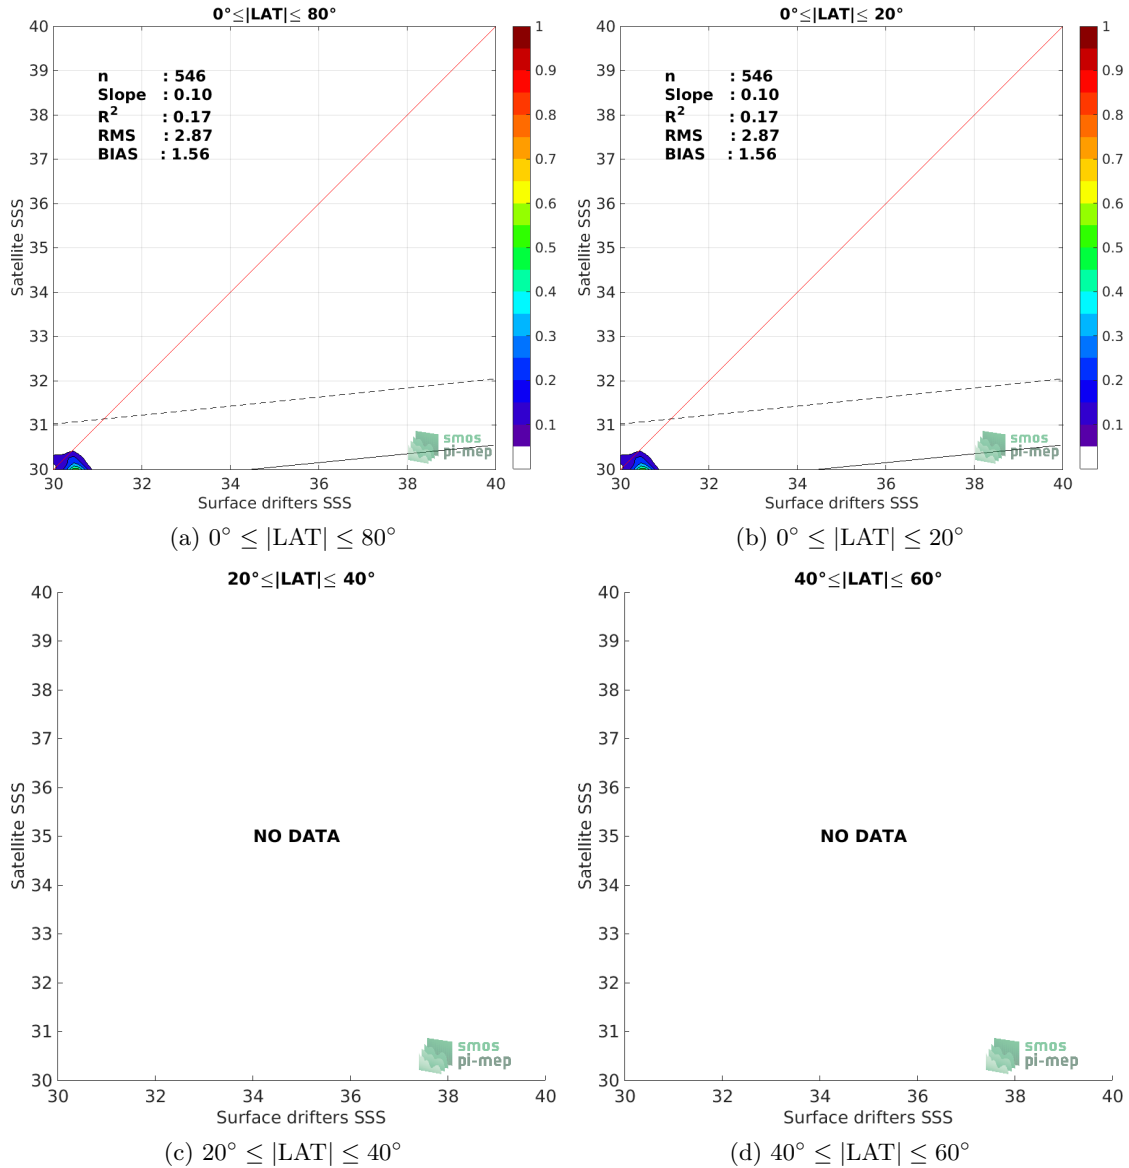 0°≤|LAT|≤ 80°
40
39
38
37
36
35
34
33
32
31
30
Satellite SSS
n : 546
Slope : 0.10
R² : 0.17
RMS : 2.87
BIAS : 1.56
smos
pi-mep
30 32 34 36 38 40
Surface drifters SSS
1
0.9
0.8
0.7
0.6
0.5
0.4
0.3
0.2
0.1
(a) 0° ≤ |LAT| ≤ 80°
0°≤|LAT|≤ 20°
40
39
38
37
36
35
34
33
32
31
30
Satellite SSS
n : 546
Slope : 0.10
R² : 0.17
RMS : 2.87
BIAS : 1.56
smos
pi-mep
30 32 34 36 38 40
Surface drifters SSS
1
0.9
0.8
0.7
0.6
0.5
0.4
0.3
0.2
0.1
(b) 0° ≤ |LAT| ≤ 20°
20°≤|LAT|≤ 40°
40
39
38
37
36
35
34
33
32
31
30
Satellite SSS
NO DATA
smos
pi-mep
30 32 34 36 38 40
Surface drifters SSS
(c) 20° ≤ |LAT| ≤ 40°
40°≤|LAT|≤ 60°
40
39
38
37
36
35
34
33
32
31
30
Satellite SSS
NO DATA
smos
pi-mep
30 32 34 36 38 40
Surface drifters SSS
(d) 40° ≤ |LAT| ≤ 60°